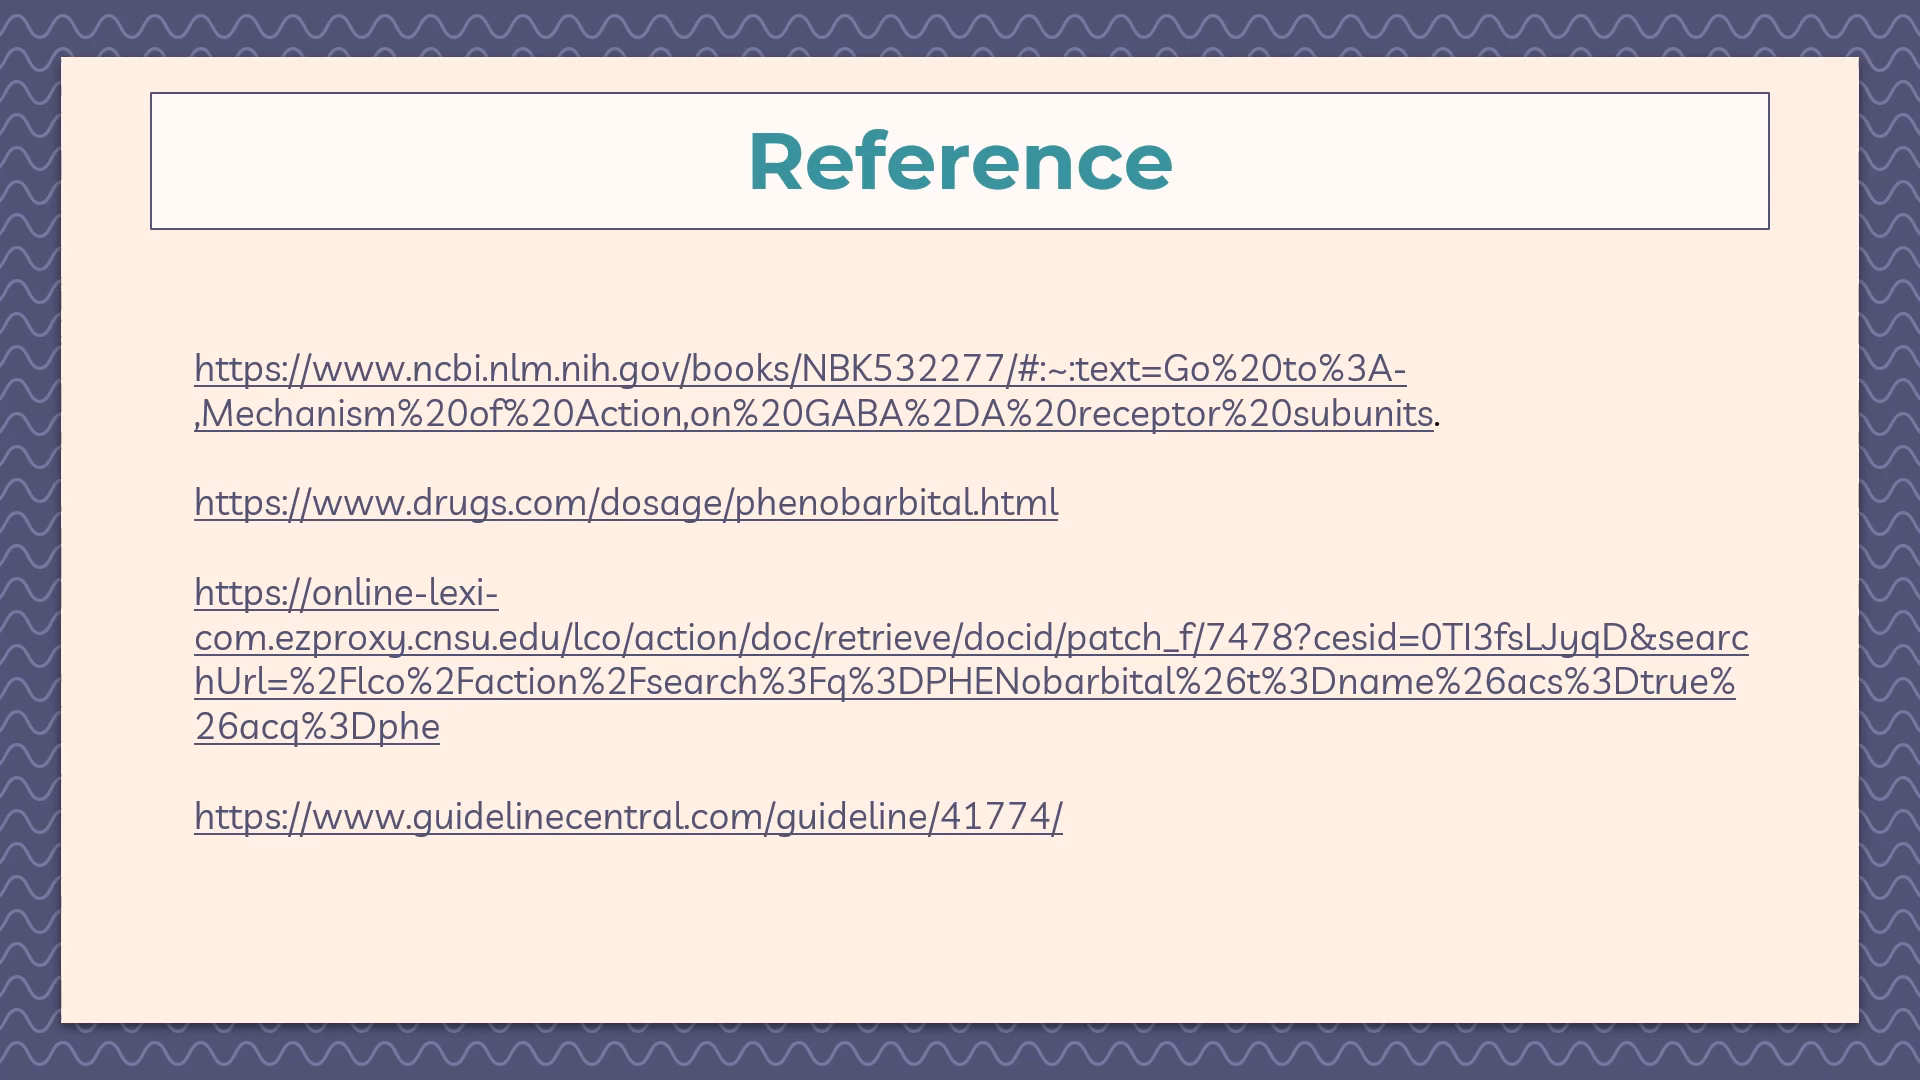 Reference
https://www.ncbi.nlm.nih.gov/books/NBK532277/#:~:text=Go%20to%3A-
,Mechanism%20of%20Action,on%20GABA%2DA%20receptor%20subunits.
https://www.drugs.com/dosage/phenobarbital.html
https://online-lexi-
com.ezproxy.cnsu.edu/lco/action/doc/retrieve/docid/patch_f/7478?cesid=0TI3fsLJyqD&searc
hUrl=%2Flco%2Faction%2Fsearch%3Fq%3DPHENobarbital%26t%3Dname%26acs%3Dtrue%
26acq%3Dphe
https://www.guidelinecentral.com/guideline/41774/